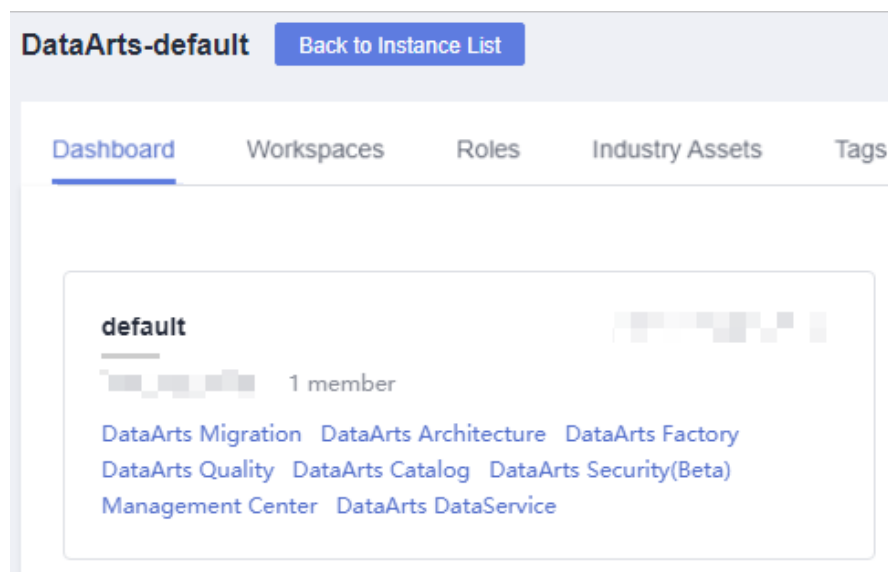 DataArts-default Back to Instance List
Dashboard Workspaces Roles Industry Assets Tags
default
1 member
DataArts Migration DataArts Architecture DataArts Factory
DataArts Quality DataArts Catalog DataArts Security(Beta)
Management Center DataArts DataService